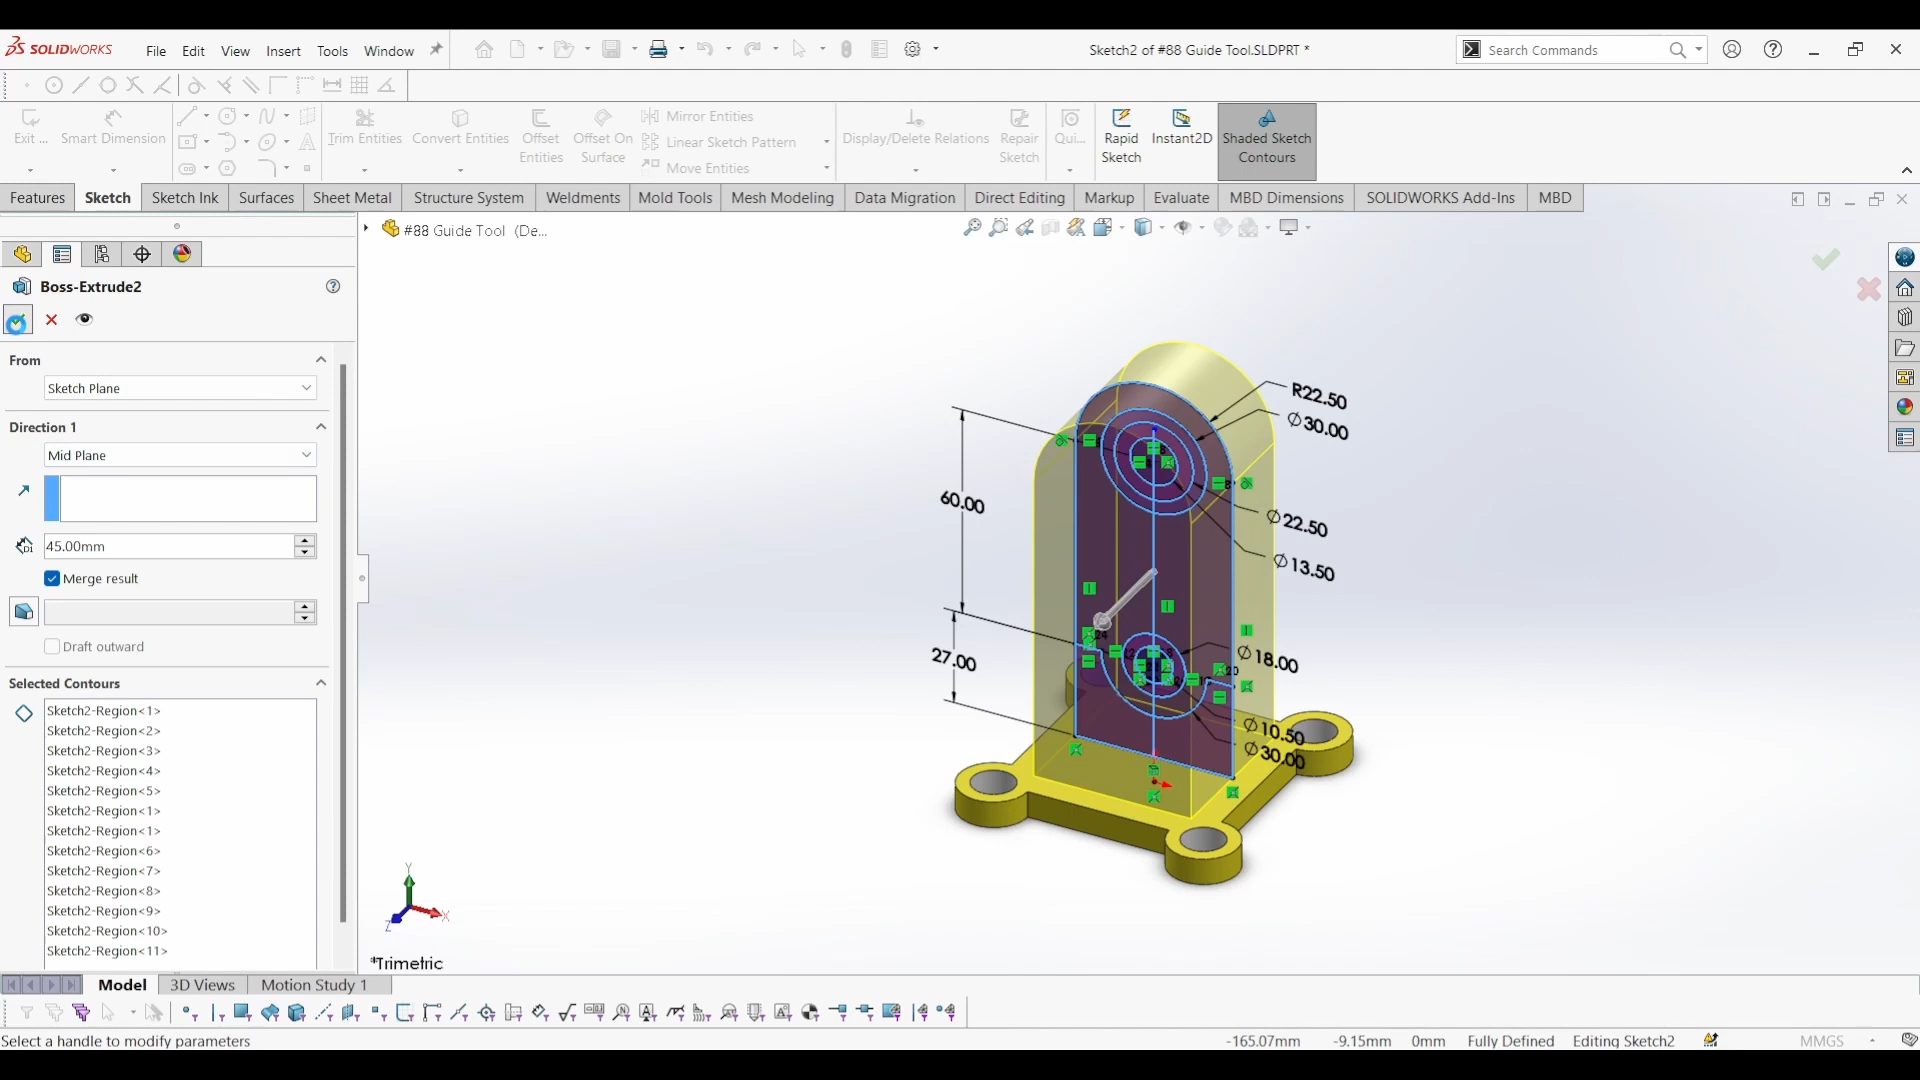 SOLIDWORKS
File Edit View Insert Tools Window
Sketch2 of #88 Guide Tool.SLDPRT *
Search Commands
Exit ...
Smart Dimension
Trim Entities
Convert Entities
Offset Entities
Offset On Surface
Mirror Entities
Linear Sketch Pattern
Move Entities
Display/Delete Relations
Repair Sketch
Qui...
Rapid Sketch
Instant2D
Shaded Sketch Contours
Features Sketch Sketch Ink Surfaces Sheet Metal Structure System Weldments Mold Tools Mesh Modeling Data Migration Direct Editing Markup Evaluate MBD Dimensions SOLIDWORKS Add-Ins MBD
#88 Guide Tool (De...
Boss-Extrude2
From
Sketch Plane
Direction 1
Mid Plane
45.00mm
Merge result
Draft outward
Selected Contours
Sketch2-Region<1>
Sketch2-Region<2>
Sketch2-Region<3>
Sketch2-Region<4>
Sketch2-Region<5>
Sketch2-Region<1>
Sketch2-Region<1>
Sketch2-Region<6>
Sketch2-Region<7>
Sketch2-Region<8>
Sketch2-Region<9>
Sketch2-Region<10>
Sketch2-Region<11>
R22.50
∅30.00
60.00
∅22.50
∅13.50
27.00
∅18.00
∅10.50
∅30.00
Y
X
Z
*Trimetric
Model 3D Views Motion Study 1
Select a handle to modify parameters
-165.07mm -9.15mm 0mm Fully Defined Editing Sketch2 MMGS